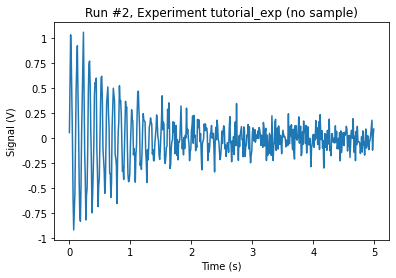 Run #2, Experiment tutorial_exp (no sample)
1
0.75
0.5
0.25
0
-0.25
-0.5
-0.75
-1
Signal (V)
0 1 2 3 4 5
Time (s)